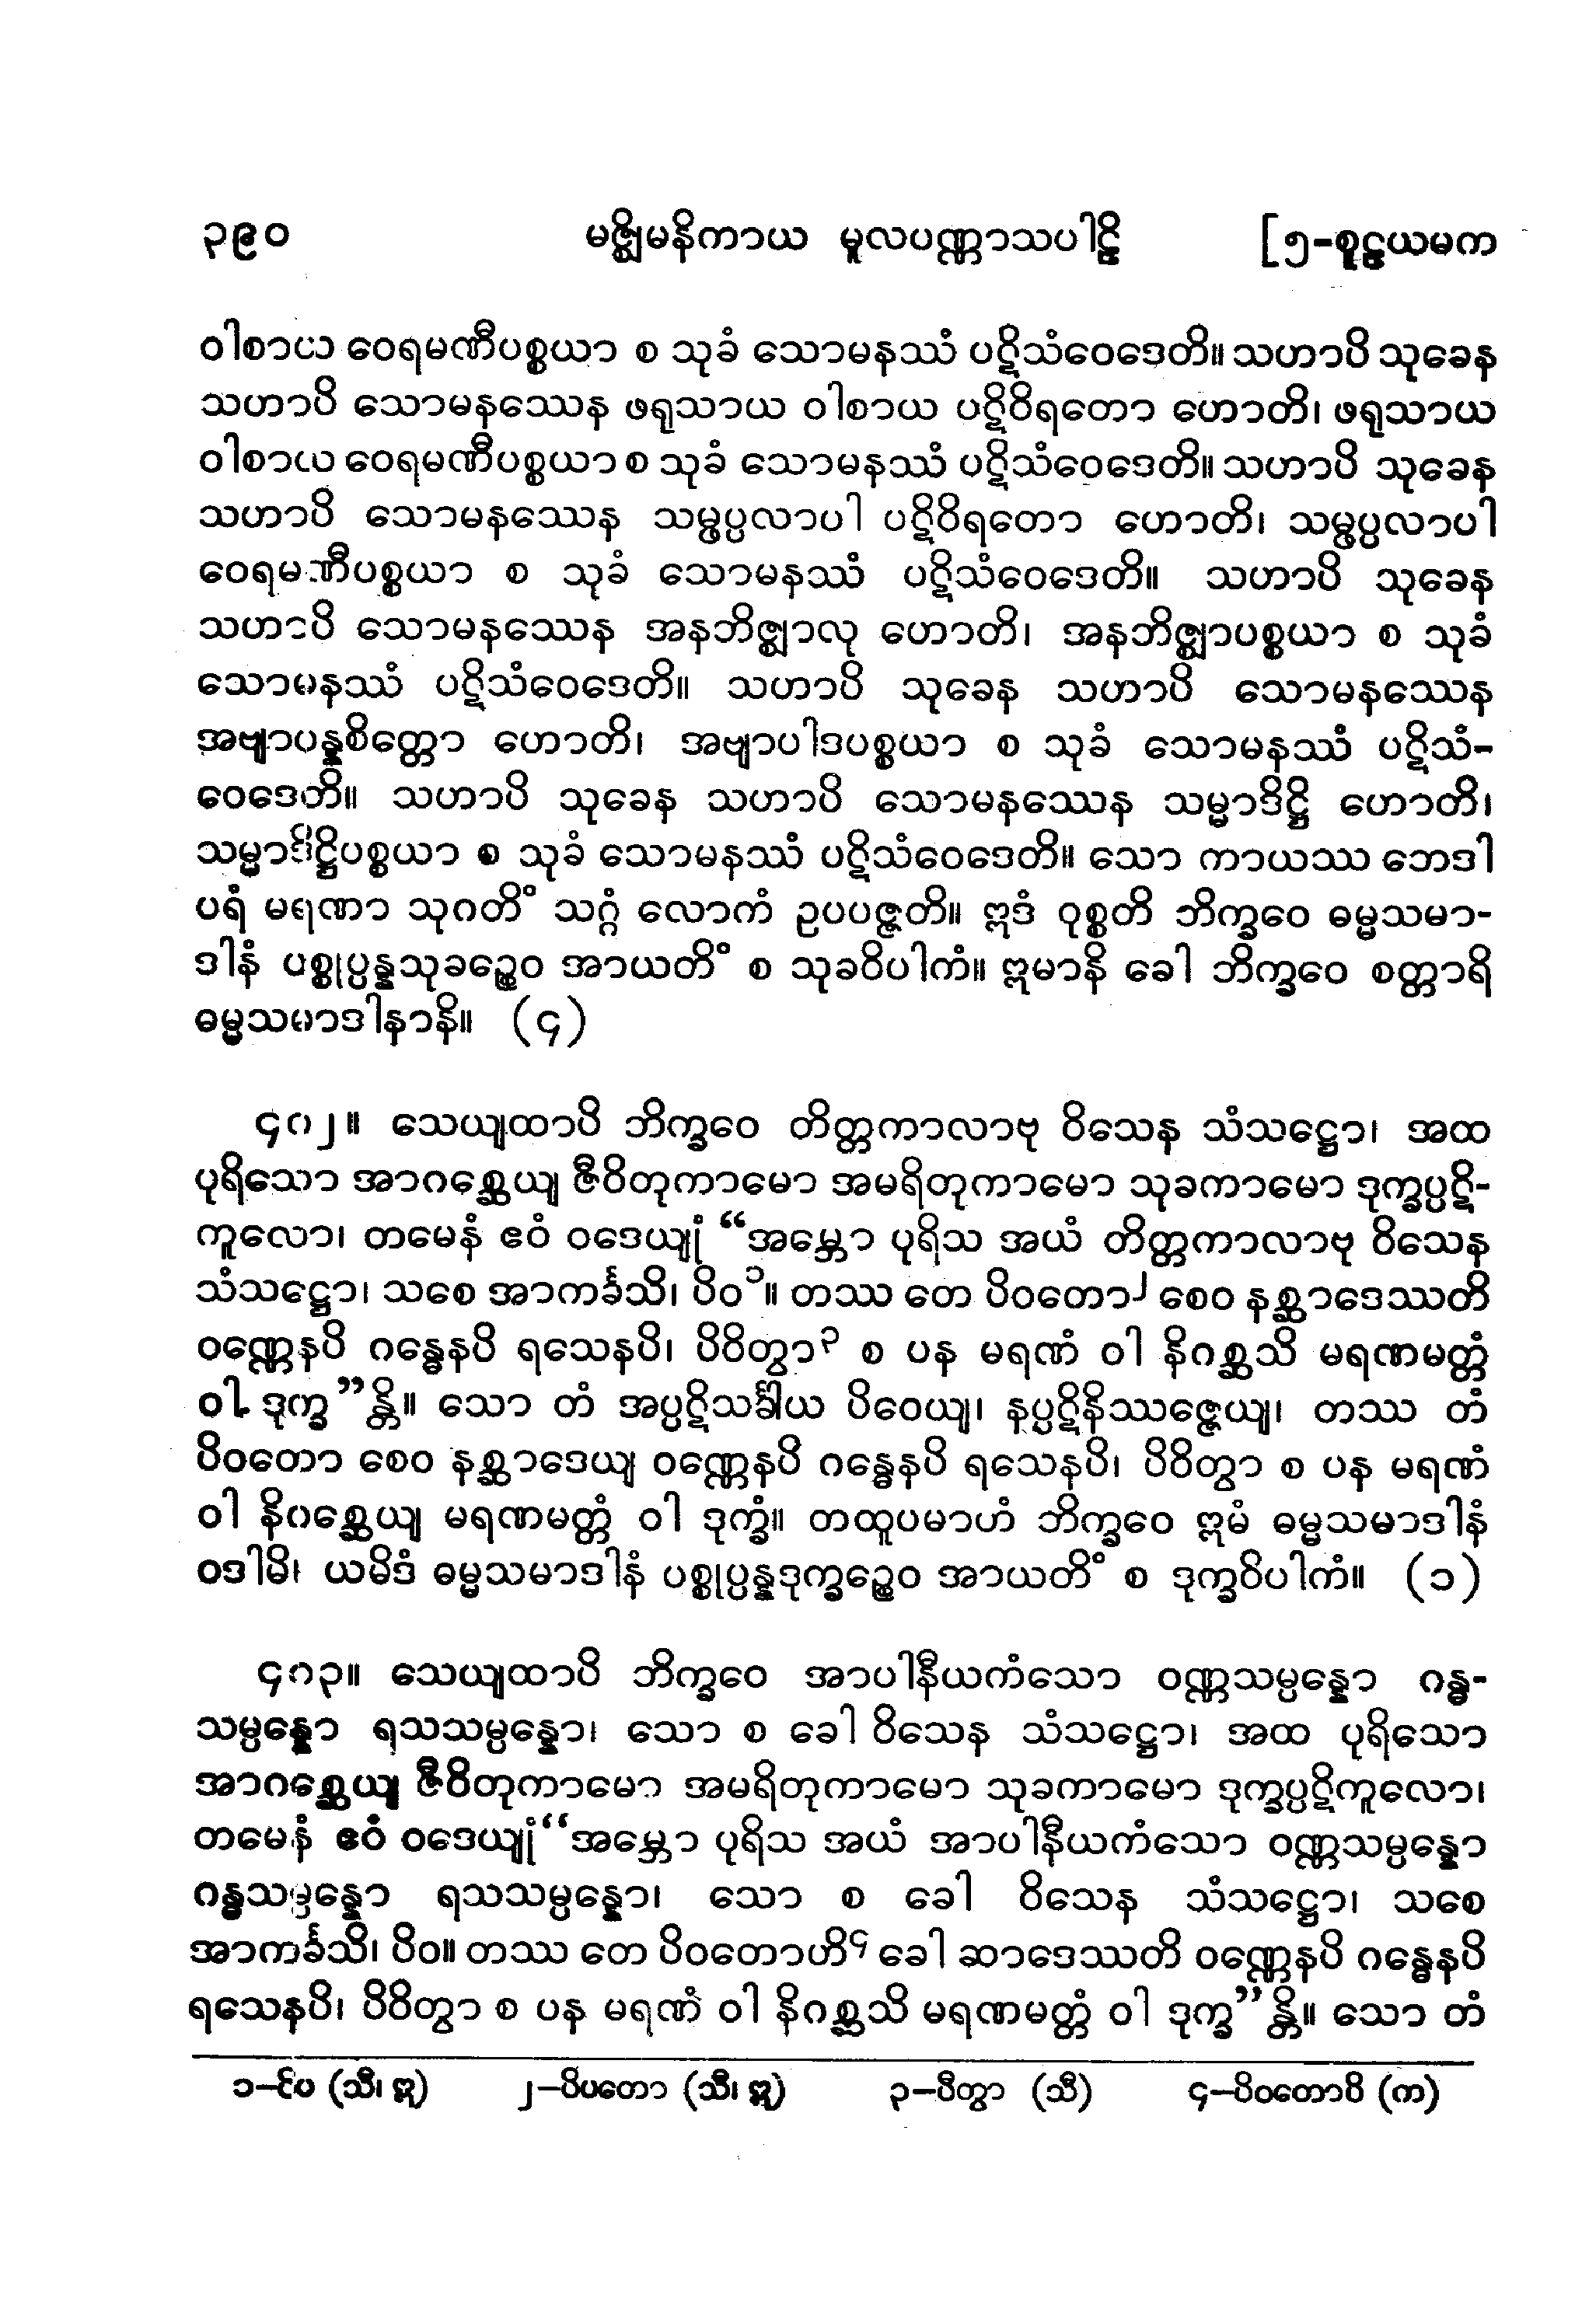 ၃၉၀ မဇ္ဈိမနိကာယ မူလပဏ္ဏာသပါဠိ [၅-စူဠယမက
ဝါစာယ ဝေရမဏီပစ္စယာ စ သုခံ သောမနဿံ ပဋိသံဝေဒေတိ။ သဟာပိ သုခေန
သဟာပိ သောမနဿေန ဖရုသာယ ဝါစာယ ပဋိဝိရတော ဟောတိ၊ ဖရုသာယ
ဝါစာယ ဝေရမဏီပစ္စယာ စ သုခံ သောမနဿံ ပဋိသံဝေဒေတိ။ သဟာပိ သုခေန
သဟာပိ သောမနဿေန သမ္ဖပ္ပလာပါ ပဋိဝိရတော ဟောတိ၊ သမ္ဖပ္ပလာပါ
ဝေရမဏီပစ္စယာ စ သုခံ သောမနဿံ ပဋိသံဝေဒေတိ။ သဟာပိ သုခေန
သဟာပိ သောမနဿေန အနဘိဇ္ဈာလု ဟောတိ၊ အနဘိဇ္ဈာပစ္စယာ စ သုခံ
သောမနဿံ ပဋိသံဝေဒေတိ။ သဟာပိ သုခေန သဟာပိ သောမနဿေန
အဗျာပန္နစိတ္တော ဟောတိ၊ အဗျာပါဒပစ္စယာ စ သုခံ သောမနဿံ ပဋိသံ-
ဝေဒေတိ။ သဟာပိ သုခေန သဟာပိ သောမနဿေန သမ္မာဒိဋ္ဌိ ဟောတိ၊
သမ္မာဒိဋ္ဌိပစ္စယာ စ သုခံ သောမနဿံ ပဋိသံဝေဒေတိ။ သော ကာယဿ ဘေဒါ
ပရံ မရဏာ သုဂတိံ သဂ္ဂံ လောကံ ဥပပဇ္ဇတိ။ ဣဒံ ဝုစ္စတိ ဘိက္ခဝေ ဓမ္မသမာ-
ဒါနံ ပစ္စုပ္ပန္နသုခဉ္စေဝ အာယတိံ စ သုခဝိပါကံ။ ဣမာနိ ခေါ ဘိက္ခဝေ စတ္တာရိ
ဓမ္မသမာဒါနာနိ။ (၄)
၄၈၂။ သေယျထာပိ ဘိက္ခဝေ တိတ္တကာလာဗု ဝိသေန သံသဋ္ဌော၊ အထ
ပုရိသော အာဂစ္ဆေယျ ဇီဝိတုကာမော အမရိတုကာမော သုခကာမော ဒုက္ခပ္ပဋိ-
ကူလော၊ တမေနံ ဧဝံ ဝဒေယျုံ “အမ္ဘော ပုရိသ အယံ တိတ္တကာလာဗု ဝိသေန
သံသဋ္ဌော၊ သစေ အာကင်္ခသိ၊ ပိဝ၁။ တဿ တေ ပိဝတော၂ စေဝ နစ္ဆာဒေဿတိ
ဝဏ္ဏေနပိ ဂန္ဓေနပိ ရသေနပိ၊ ပိဝိတွာ၃ စ ပန မရဏံ ဝါ နိဂစ္ဆသိ မရဏမတ္တံ
ဝါ ဒုက္ခ”န္တိ။ သော တံ အပ္ပဋိသင်္ခါယ ပိဝေယျ၊ နပ္ပဋိနိဿဇ္ဇေယျ၊ တဿ တံ
ပိဝတော စေဝ နစ္ဆာဒေယျ ဝဏ္ဏေနပိ ဂန္ဓေနပိ ရသေနပိ၊ ပိဝိတွာ စ ပန မရဏံ
ဝါ နိဂစ္ဆေယျ မရဏမတ္တံ ဝါ ဒုက္ခံ။ တထူပမာဟံ ဘိက္ခဝေ ဣမံ ဓမ္မသမာဒါနံ
ဝဒါမိ၊ ယမိဒံ ဓမ္မသမာဒါနံ ပစ္စုပ္ပန္နဒုက္ခဉ္စေဝ အာယတိံ စ ဒုက္ခဝိပါကံ။ (၁)
၄၈၃။ သေယျထာပိ ဘိက္ခဝေ အာပါနီယကံသော ဝဏ္ဏသမ္ပန္နော ဂန္ဓ-
သမ္ပန္နော ရသသမ္ပန္နော၊ သော စ ခေါ ဝိသေန သံသဋ္ဌော၊ အထ ပုရိသော
အာဂစ္ဆေယျ ဇီဝိတုကာမော အမရိတုကာမော သုခကာမော ဒုက္ခပ္ပဋိကူလော၊
တမေနံ ဧဝံ ဝဒေယျုံ“အမ္ဘော ပုရိသ အယံ အာပါနီယကံသော ဝဏ္ဏသမ္ပန္နော
ဂန္ဓသမ္ပန္နော ရသသမ္ပန္နော၊ သော စ ခေါ ဝိသေန သံသဋ္ဌော၊ သစေ
အာကင်္ခသိ၊ ပိဝ။ တဿ တေ ပိဝတောဟိ၄ ခေါ ဆာဒေဿတိ ဝဏ္ဏေနပိ ဂန္ဓေနပိ
ရသေနပိ၊ ပိဝိတွာ စ ပန မရဏံ ဝါ နိဂစ္ဆသိ မရဏမတ္တံ ဝါ ဒုက္ခ”န္တိ။ သော တံ
၁–ပိပ (သီ၊ ဣ) ၂–ပိပတော (သီ၊ ဣ) ၃–ပီတွာ (သီ) ၄–ပိဝတောပိ (က)